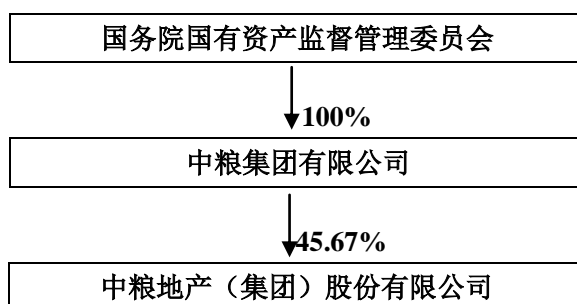 国务院国有资产监督管理委员会
100%
中粮集团有限公司
45.67%
中粮地产（集团）股份有限公司